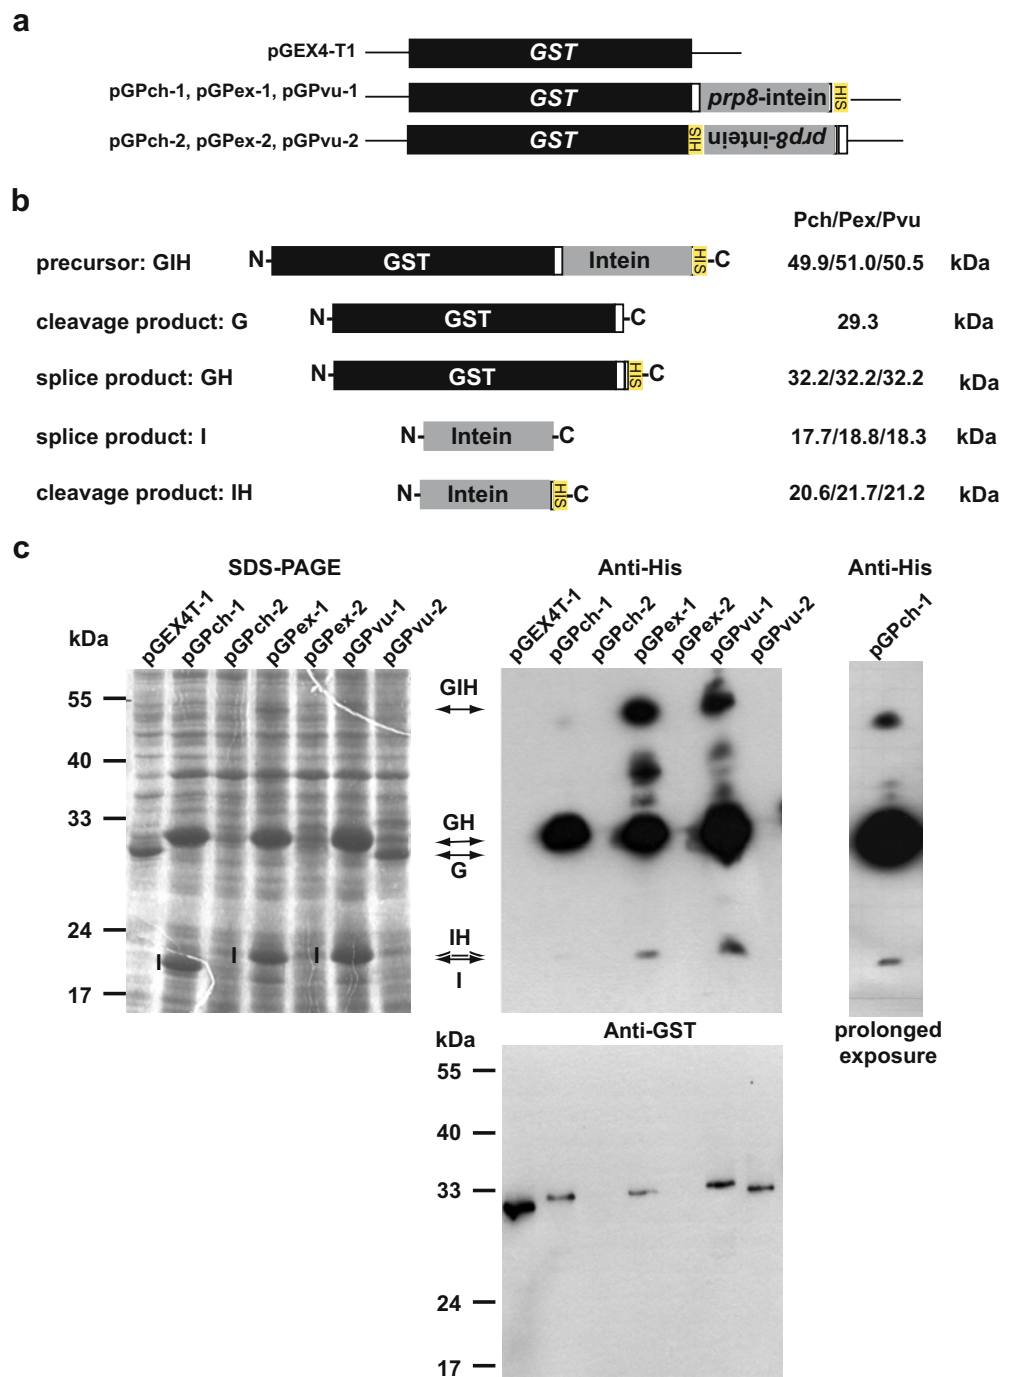 a
pGEX4-T1 GST
pGPch-1, pGPex-1, pGPvu-1 GST prp8-intein HIS
pGPch-2, pGPex-2, pGPvu-2 GST HIS prp8-intein
b
Pch/Pex/Pvu
precursor: GIH N- GST Intein HIS -C 49.9/51.0/50.5 kDa
cleavage product: G N- GST -C 29.3 kDa
splice product: GH N- GST HIS -C 32.2/32.2/32.2 kDa
splice product: I N- Intein -C 17.7/18.8/18.3 kDa
cleavage product: IH N- Intein HIS -C 20.6/21.7/21.2 kDa
c
SDS-PAGE Anti-His Anti-His
kDa pGEX4T-1 pGPch-1 pGPch-2 pGPex-1 pGPex-2 pGPvu-1 pGPvu-2
pGEX4T-1 pGPch-1 pGPch-2 pGPex-1 pGPex-2 pGPvu-1 pGPvu-2
pGPch-1
55 GIH
40
33 GH
G
24 IH
I I I I
17
prolonged
exposure
kDa Anti-GST
55
40
33
24
17